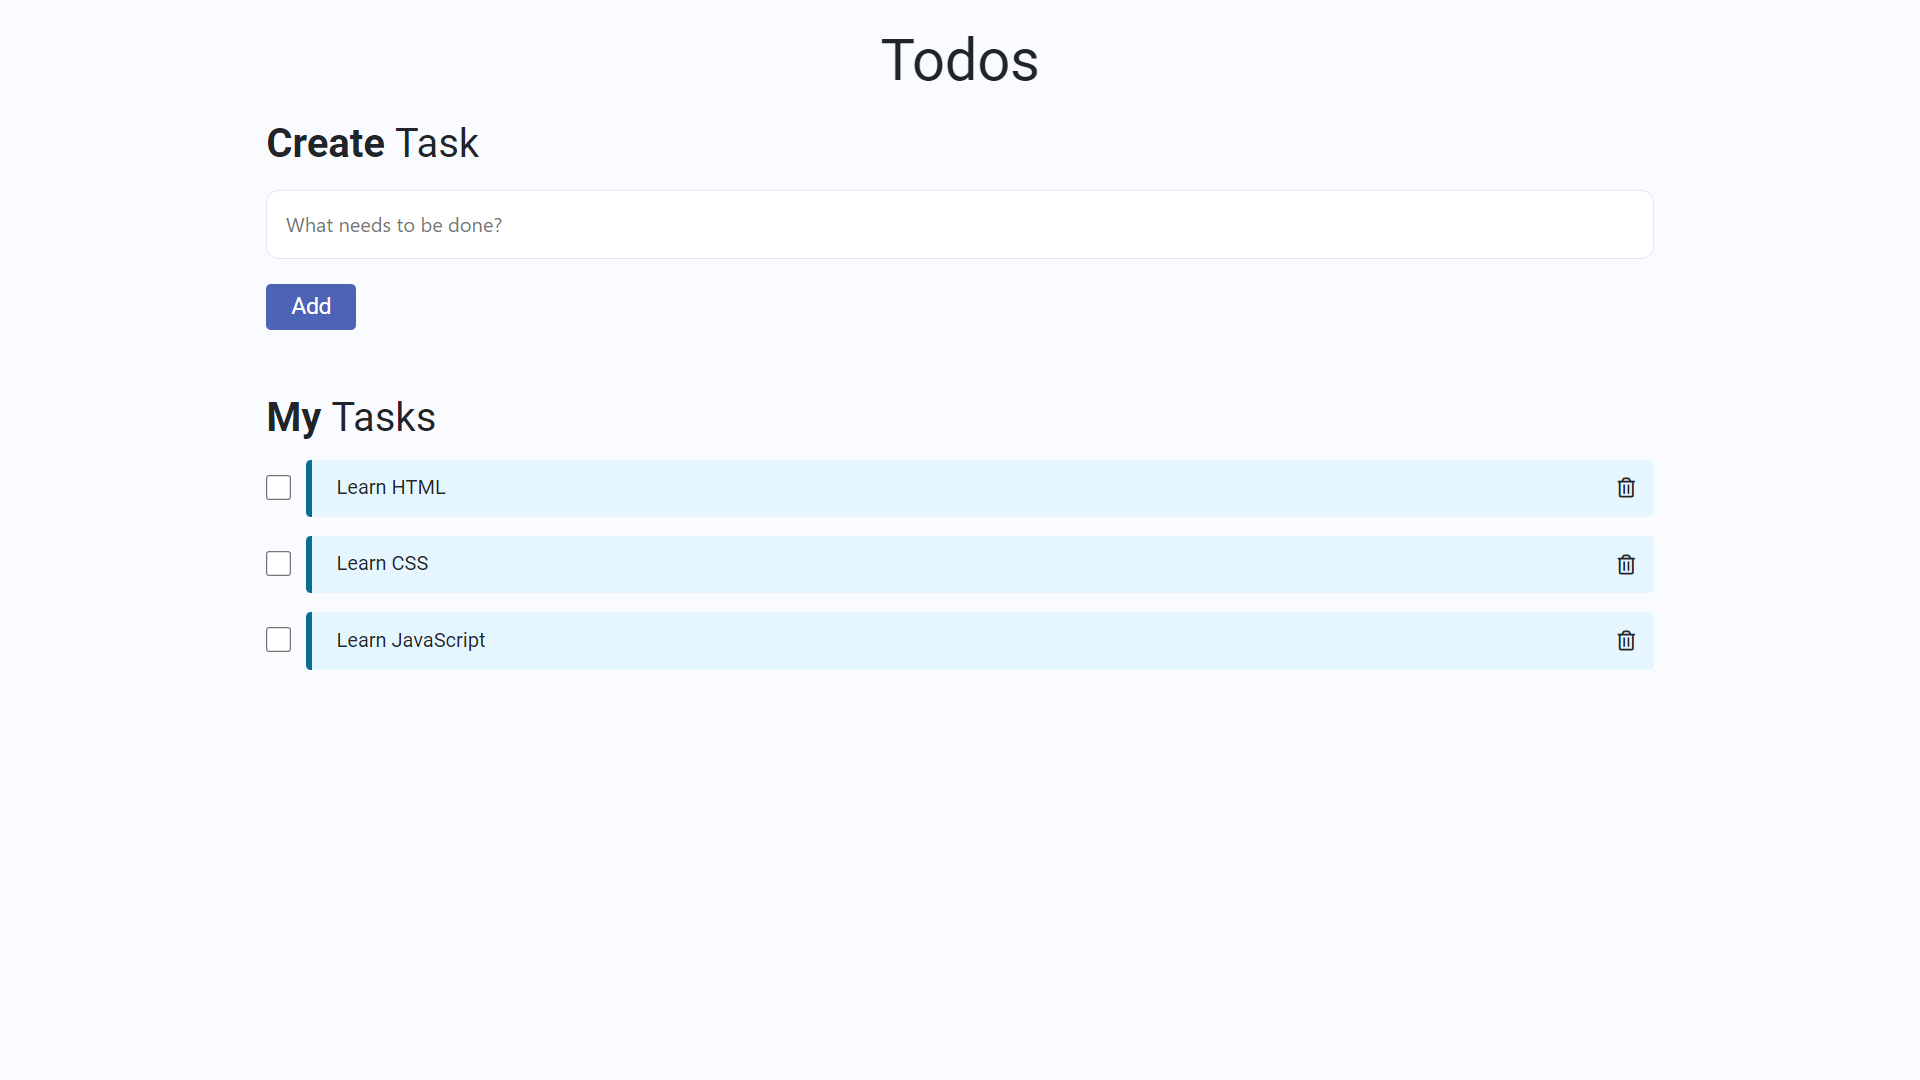 Todos
Create Task
What needs to be done?
Add
My Tasks
Learn HTML
Learn CSS
Learn JavaScript